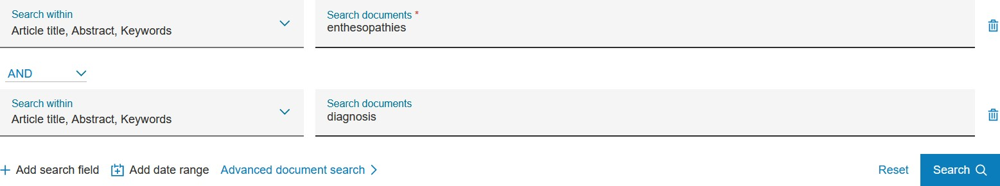 Search within
Article title, Abstract, Keywords
Search documents *
enthesopathies
AND
Search within
Article title, Abstract, Keywords
Search documents
diagnosis
+ Add search field Add date range Advanced document search > Reset Search